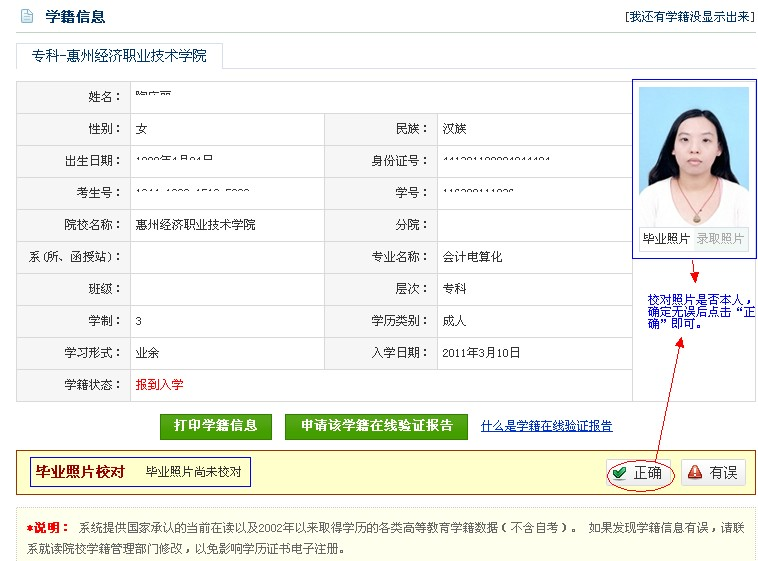 学籍信息 [我还有学籍没显示出来]
专科-惠州经济职业技术学院
姓名：
性别： 女 民族： 汉族
出生日期： 身份证号：
考生号： 学号：
院校名称： 惠州经济职业技术学院 分院：
系(所、函授站)： 专业名称： 会计电算化
班级： 层次： 专科
学制： 3 学历类别： 成人
学习形式： 业余 入学日期： 2011年3月10日
学籍状态： 报到入学
毕业照片 录取照片
校对照片是否本人，
确定无误后点击“正
确”即可。
打印学籍信息 申请该学籍在线验证报告 什么是学籍在线验证报告
毕业照片校对 毕业照片尚未校对 正确 有误
*说明： 系统提供国家承认的当前在读以及2002年以来取得学历的各类高等教育学籍数据（不含自考）。 如果发现学籍信息有误，请联
系就读院校学籍管理部门修改，以免影响学历证书电子注册。